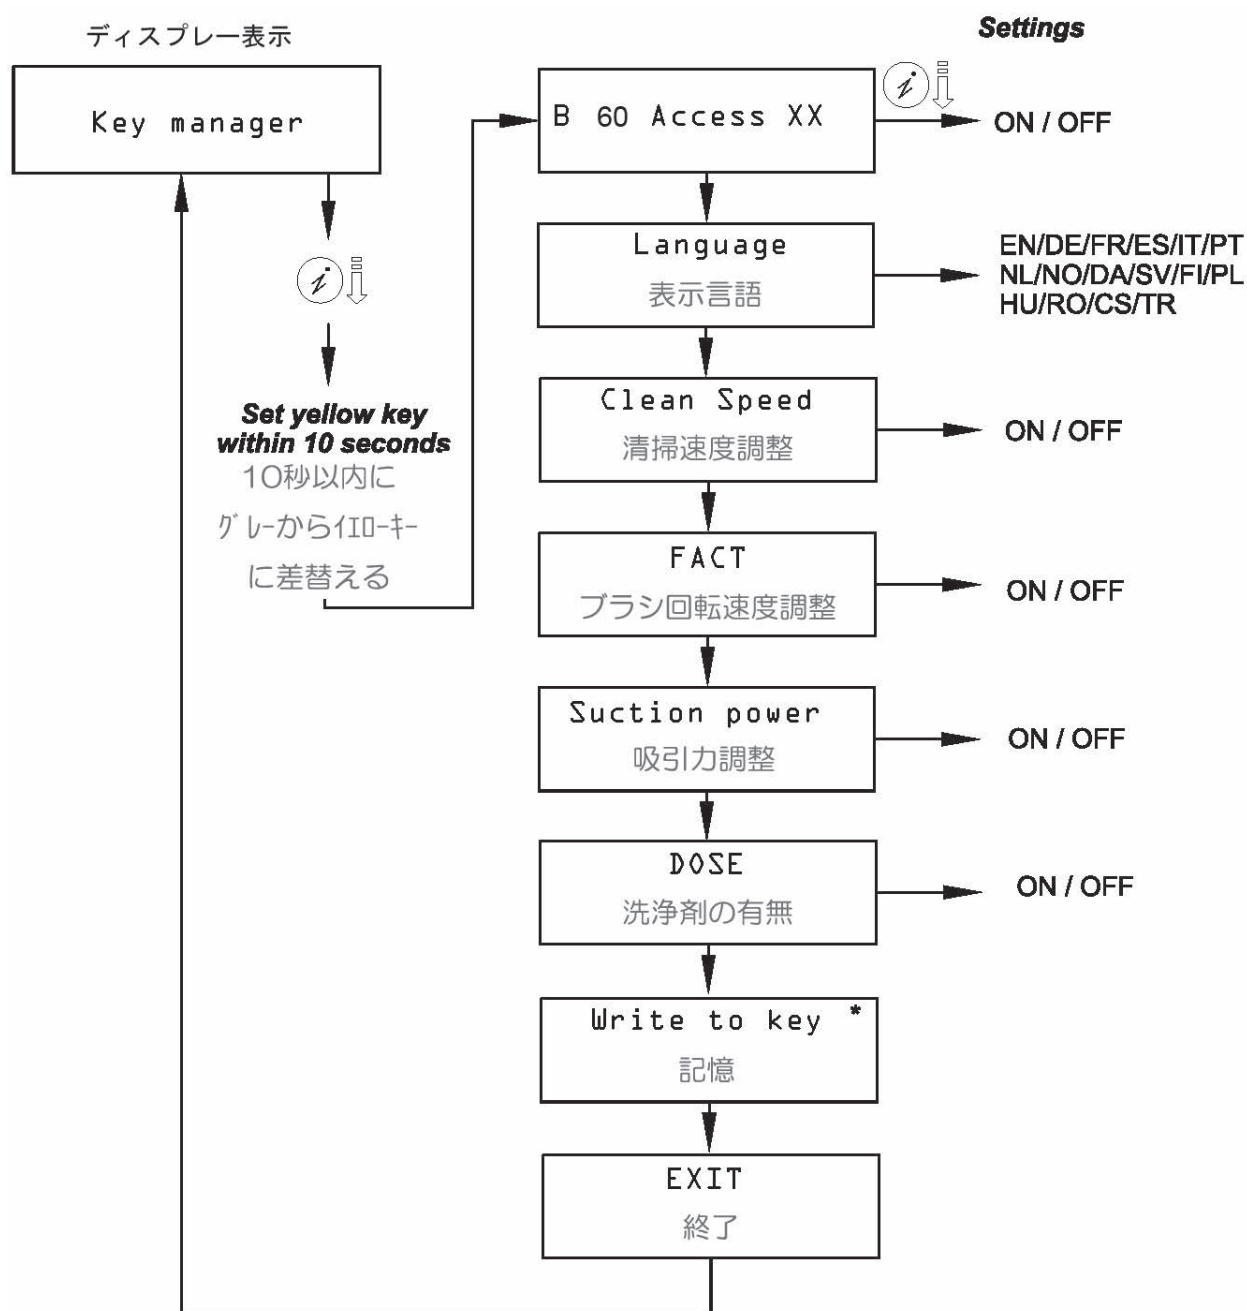 ディスプレー表示
Settings
Key manager
i
Set yellow key
within 10 seconds
10秒以内に
グレーからイエローキー
に差替える
B 60 Access XX
i
ON / OFF
Language
表示言語
EN/DE/FR/ES/IT/PT
NL/NO/DA/SV/FI/PL
HU/RO/CS/TR
Clean Speed
清掃速度調整
ON / OFF
FACT
ブラシ回転速度調整
ON / OFF
Suction power
吸引力調整
ON / OFF
DOSE
洗浄剤の有無
ON / OFF
Write to key *
記憶
EXIT
終了